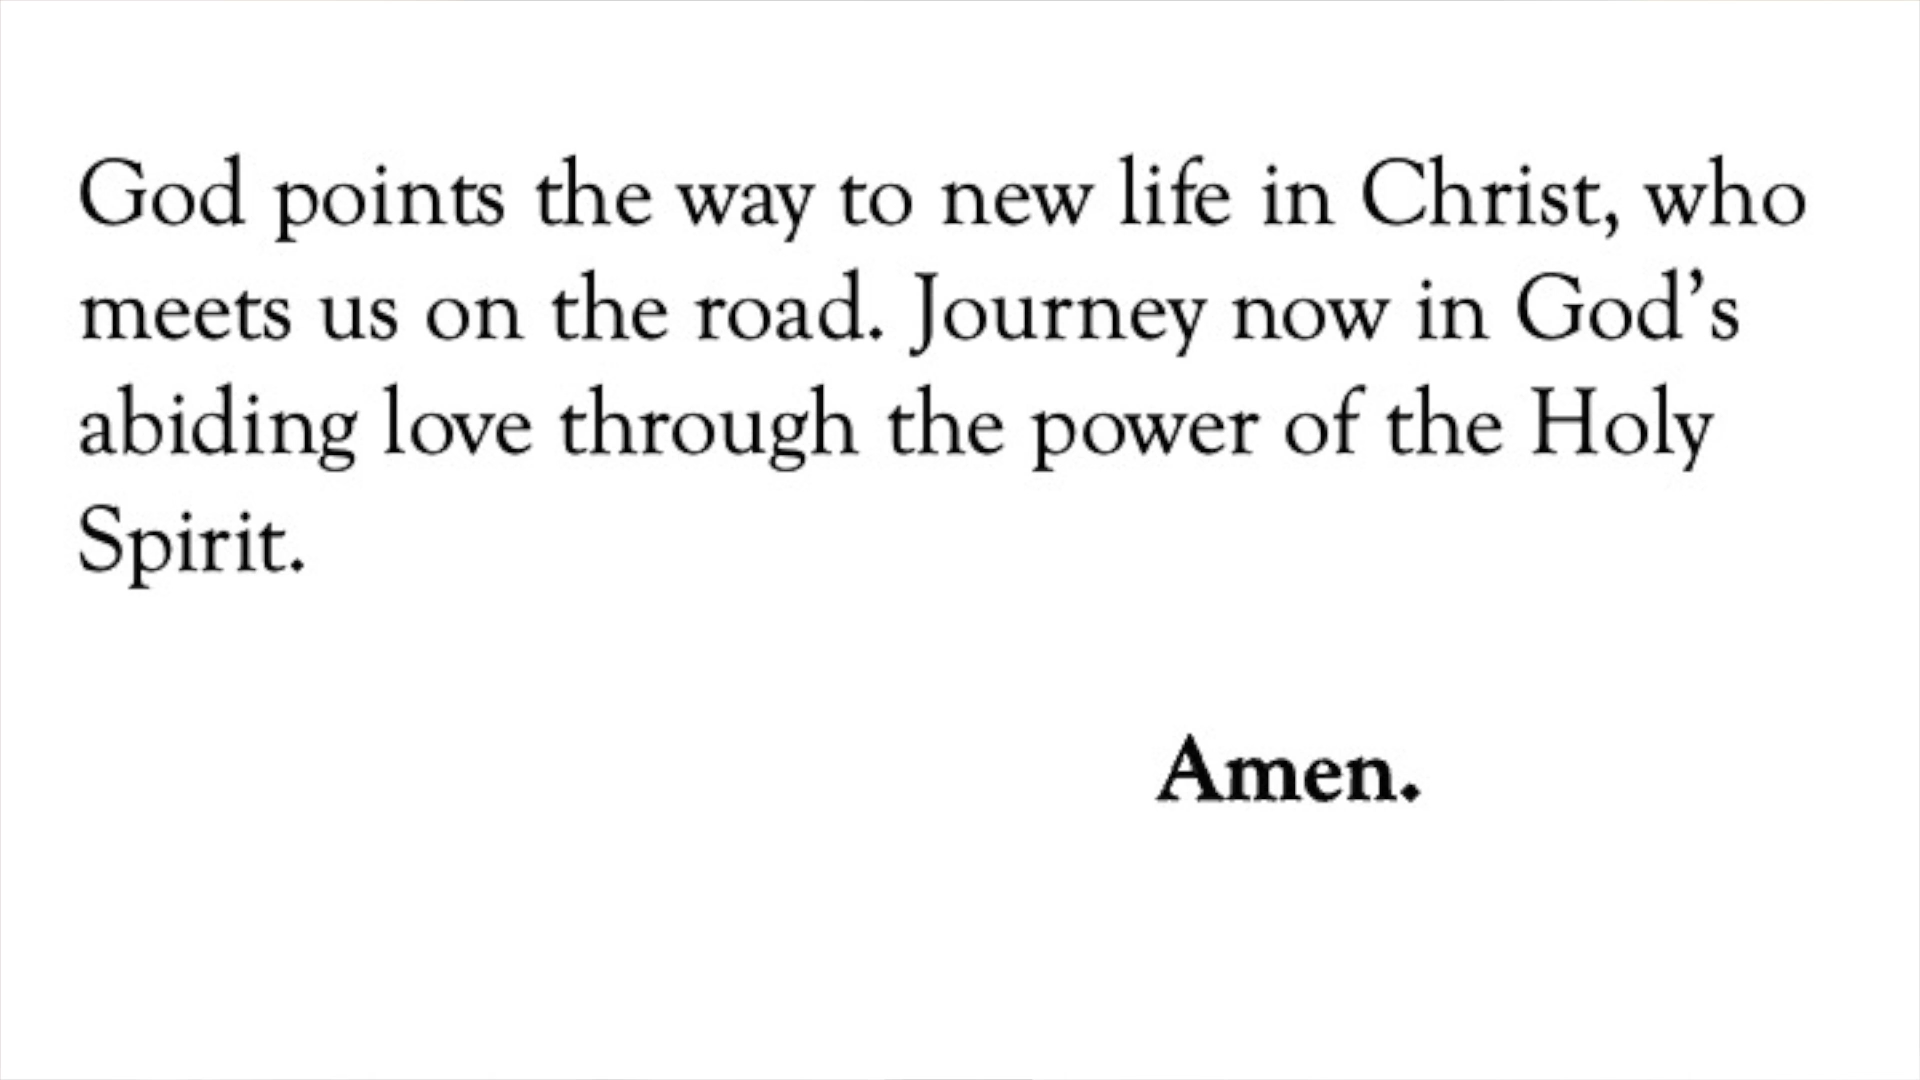 God points the way to new life in Christ, who
meets us on the road. Journey now in God’s
abiding love through the power of the Holy
Spirit.
Amen.